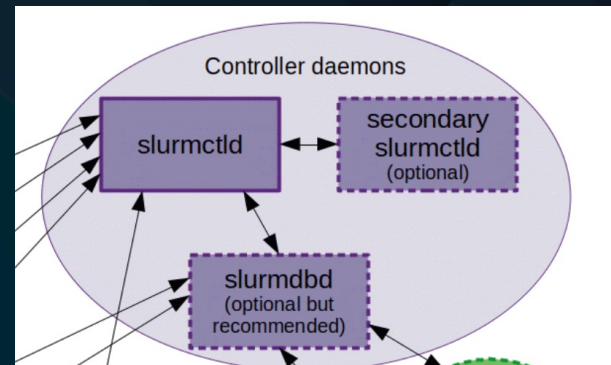 Controller daemons
slurmctld
secondary
slurmctld
(optional)
slurmdbd
(optional but
recommended)